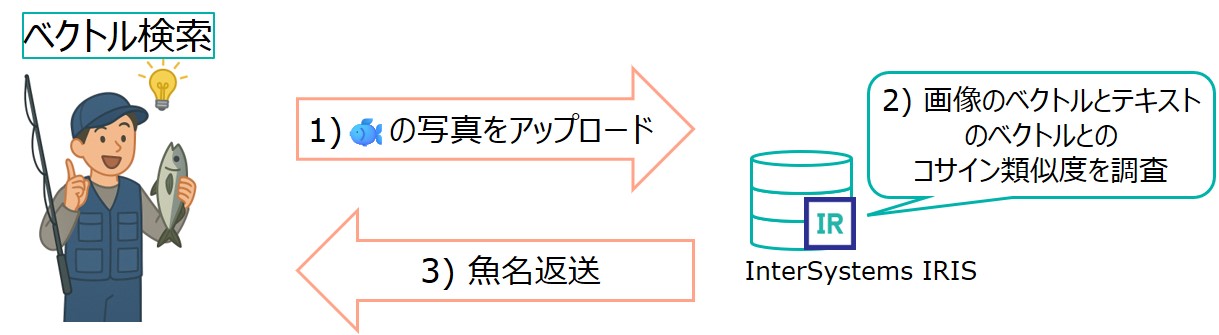 ベクトル検索
1) 🐟 の写真をアップロード
2) 画像のベクトルとテキスト
のベクトルとの
コサイン類似度を調査
IR
InterSystems IRIS
3) 魚名返送